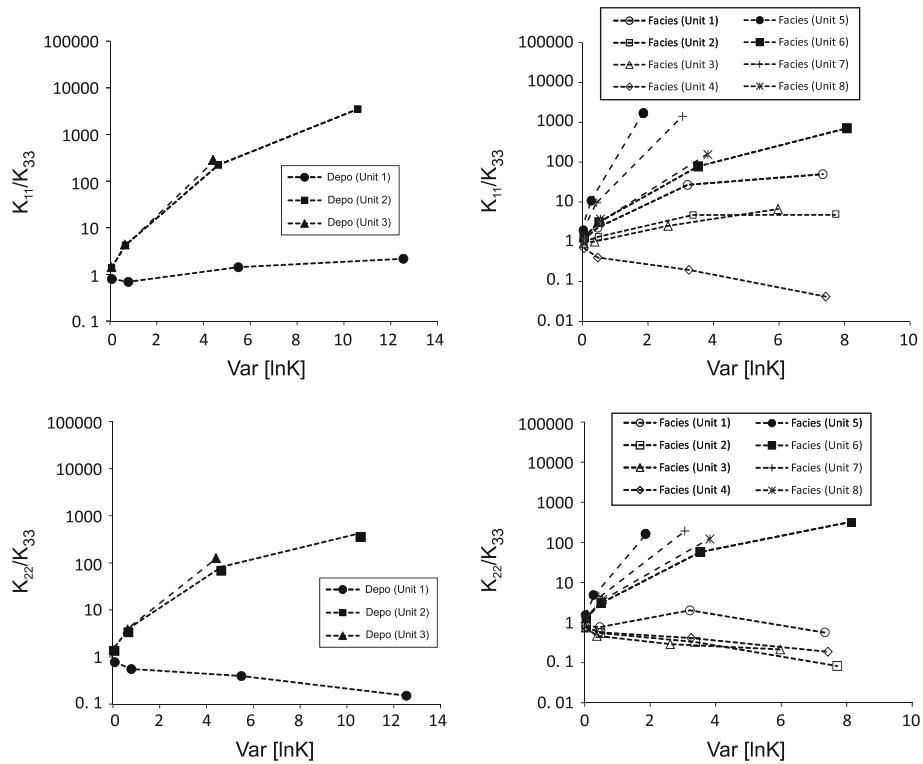 100000
10000
1000
100
10
1
0. 1
K11/K33
0 2 4 6 8 10 12 14
Var [lnK]
Depo (Unit 1)
Depo (Unit 2)
Depo (Unit 3)
Facies (Unit 1) Facies (Unit 5)
Facies (Unit 2) Facies (Unit 6)
Facies (Unit 3) Facies (Unit 7)
Facies (Unit 4) Facies (Unit 8)
100000
10000
1000
100
10
1
0.1
0. 01
K11/K33
0 2 4 6 8 10
Var [lnK]
100000
10000
1000
100
10
1
0. 1
K22/K33
0 2 4 6 8 10 12 14
Var [lnK]
Depo (Unit 1)
Depo (Unit 2)
Depo (Unit 3)
Facies (Unit 1) Facies (Unit 5)
Facies (Unit 2) Facies (Unit 6)
Facies (Unit 3) Facies (Unit 7)
Facies (Unit 4) Facies (Unit 8)
100000
10000
1000
100
10
1
0.1
0. 01
K22/K33
0 2 4 6 8 10
Var [lnK]